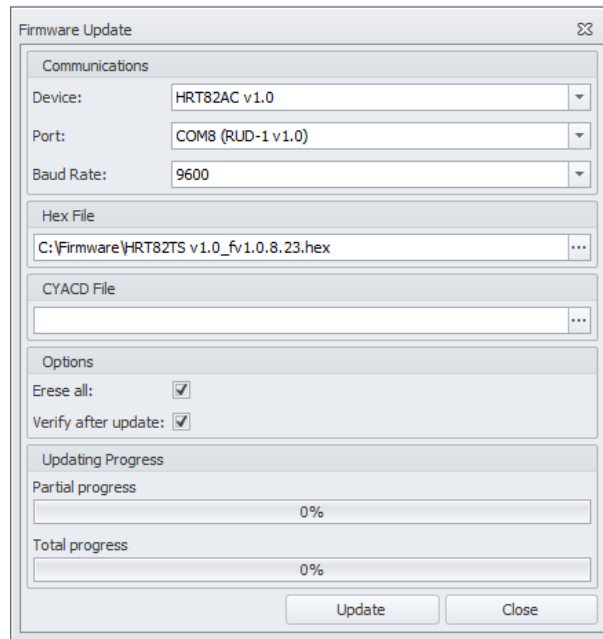 Firmware Update
Communications
Device: HRT82AC v1.0
Port: COM8 (RUD-1 v1.0)
Baud Rate: 9600
Hex File
C:\Firmware\HRT82TS v1.0_fv1.0.8.23.hex ...
CYACD File
...
Options
Erese all:
Verify after update:
Updating Progress
Partial progress
0%
Total progress
0%
Update Close